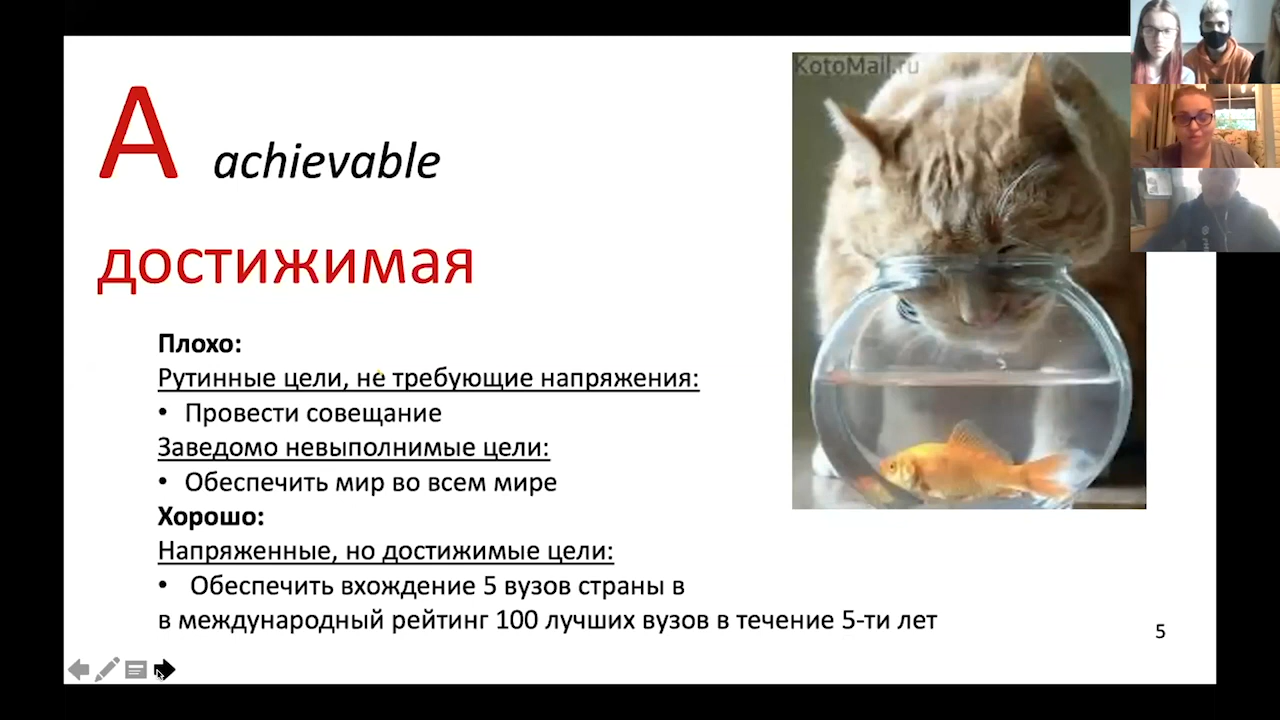 KotoMail.ru
A achievable
достижимая
Плохо:
Рутинные цели, не требующие напряжения:
• Провести совещание
Заведомо невыполнимые цели:
• Обеспечить мир во всем мире
Хорошо:
Напряженные, но достижимые цели:
• Обеспечить вхождение 5 вузов страны в
в международный рейтинг 100 лучших вузов в течение 5-ти лет
5